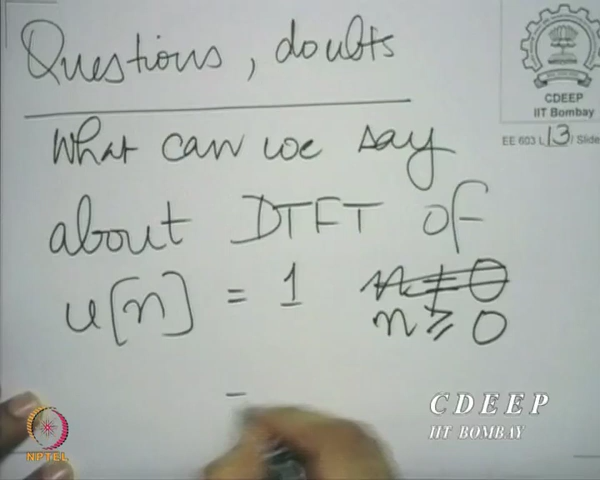 Questions, doubts
CDEEP
IIT Bombay
EE 603 L 13 / Slide
What can we say
about DTFT of
u[n] = 1 n ≠ 0
n ≥ 0
=
CDEEP
IIT BOMBAY
NPTEL